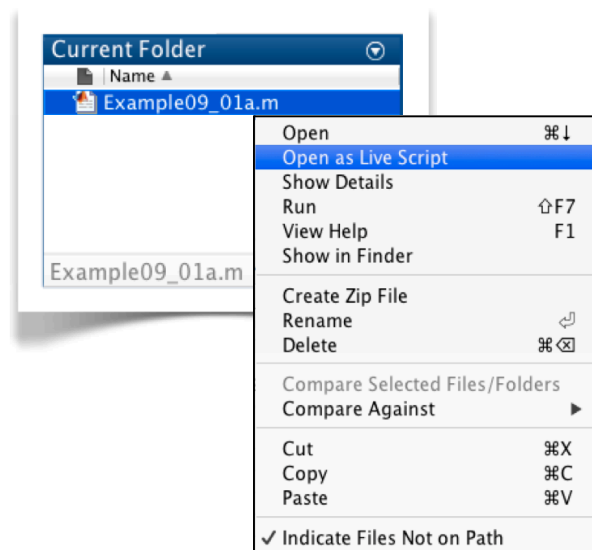 Current Folder
Name ▲
Example09_01a.m
Open ⌘↓
Open as Live Script
Show Details
Run ⇧F7
View Help F1
Show in Finder
Example09_01a.m
Create Zip File
Rename ⏎
Delete ⌘⌫
Compare Selected Files/Folders
Compare Against ▶
Cut ⌘X
Copy ⌘C
Paste ⌘V
✓ Indicate Files Not on Path